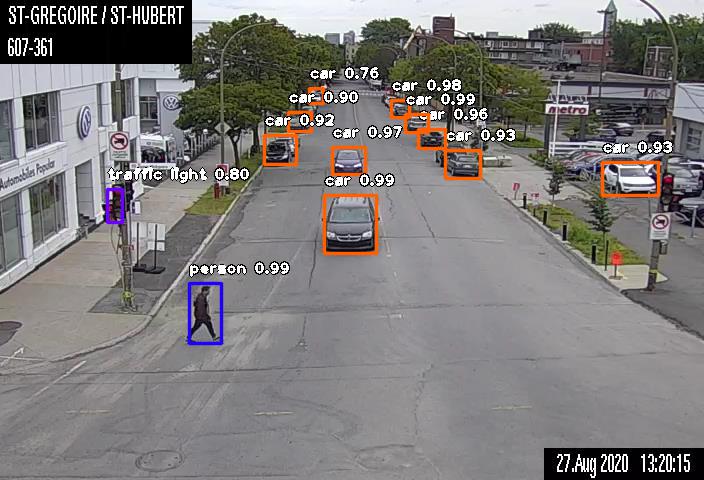 ST-GREGOIRE / ST-HUBERT
607-361
car 0.76
car 0.98
car 0.90
car 0.99
car 0.92
car 0.96
car 0.97
car 0.93
car 0.93
traffic light 0.80
car 0.99
person 0.99
metro
Automobiles Popular
27.Aug 2020 13:20:15